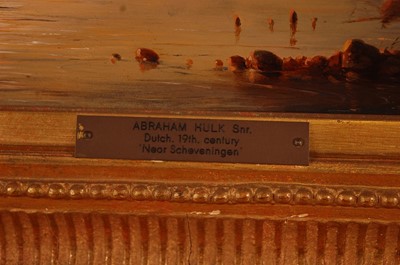 ABRAHAM HULK Snr.
Dutch. 19th. century
'Near Scheveningen'